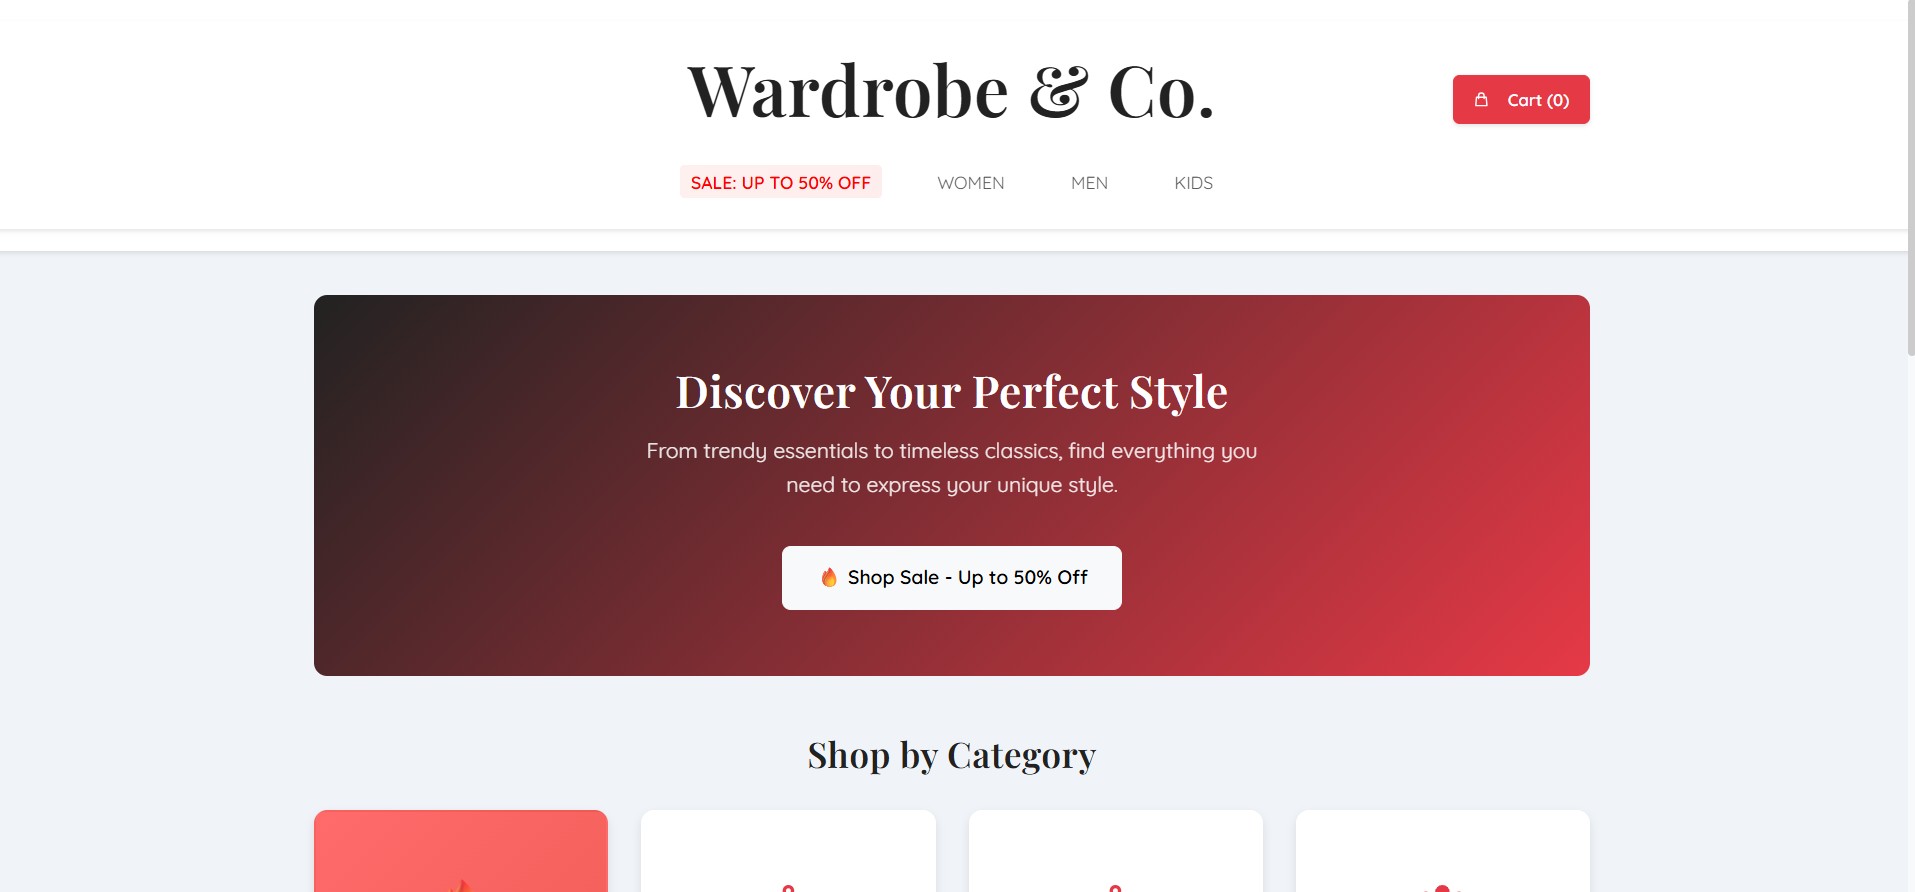 Wardrobe & Co.
Cart (0)
SALE: UP TO 50% OFF
WOMEN
MEN
KIDS
Discover Your Perfect Style
From trendy essentials to timeless classics, find everything you
need to express your unique style.
🔥 Shop Sale - Up to 50% Off
Shop by Category